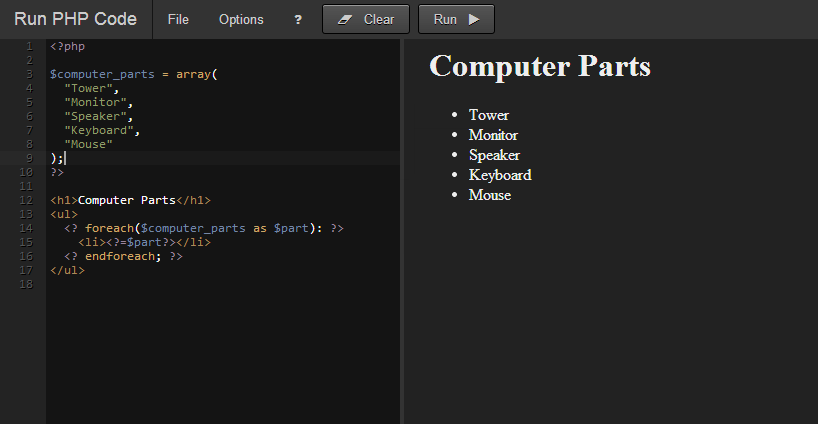 Run PHP Code File Options ? Clear Run
1 <?php
2
3 $computer_parts = array(
4 "Tower",
5 "Monitor",
6 "Speaker",
7 "Keyboard",
8 "Mouse"
9 );
10 ?>
11
12 <h1>Computer Parts</h1>
13 <ul>
14 <? foreach($computer_parts as $part): ?>
15 <li><?=$part?></li>
16 <? endforeach; ?>
17 </ul>
18
Computer Parts
• Tower
• Monitor
• Speaker
• Keyboard
• Mouse